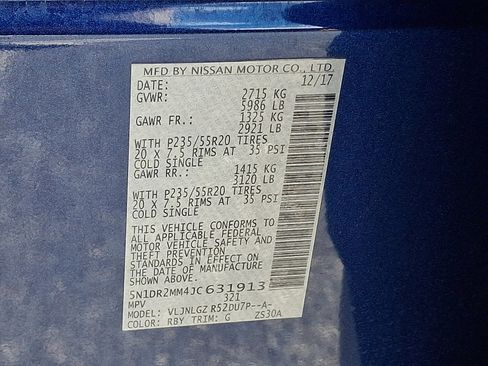 MFD BY NISSAN MOTOR CO., LTD.
DATE: 12/17
GVWR: 2715 KG
5986 LB
GAWR FR.: 1325 KG
2921 LB
WITH P235/55R20 TIRES
20 X 7.5 RIMS AT 35 PSI
COLD SINGLE
GAWR RR.: 1415 KG
3120 LB
WITH P235/55R20 TIRES
20 X 7.5 RIMS AT 35 PSI
COLD SINGLE
THIS VEHICLE CONFORMS TO
ALL APPLICABLE FEDERAL
MOTOR VEHICLE SAFETY AND
THEFT PREVENTION
STANDARDS IN EFFECT ON
THE DATE OF MANUFACTURE
SHOWN ABOVE.
5N1DR2MM4JC631913
MPV 321
MODEL: VLJNLGZ R52DU7P--A-
COLOR: RBY TRIM: G ZS30A